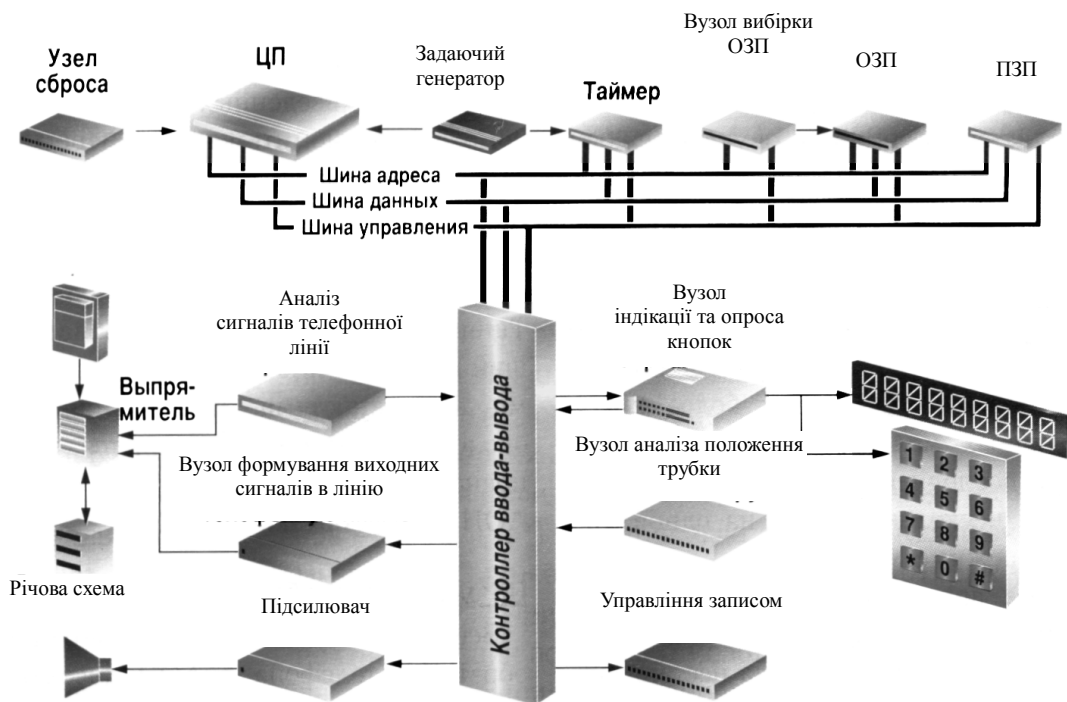 Узел
сброса
ЦП
Задаючий
генератор
Таймер
Вузол вибірки
ОЗП
ОЗП
ПЗП
Шина адреса
Шина данных
Шина управления
Аналіз
сигналів телефонної
лінії
Вузол
індікації та опроса
кнопок
Выпря-
митель
Контроллер ввода-вывода
Вузол формування виходних
сигналів в лінію
Вузол аналіза положення
трубки
1 2 3
4 5 6
7 8 9
* 0 #
Річова схема
Підсилювач
Управління записом